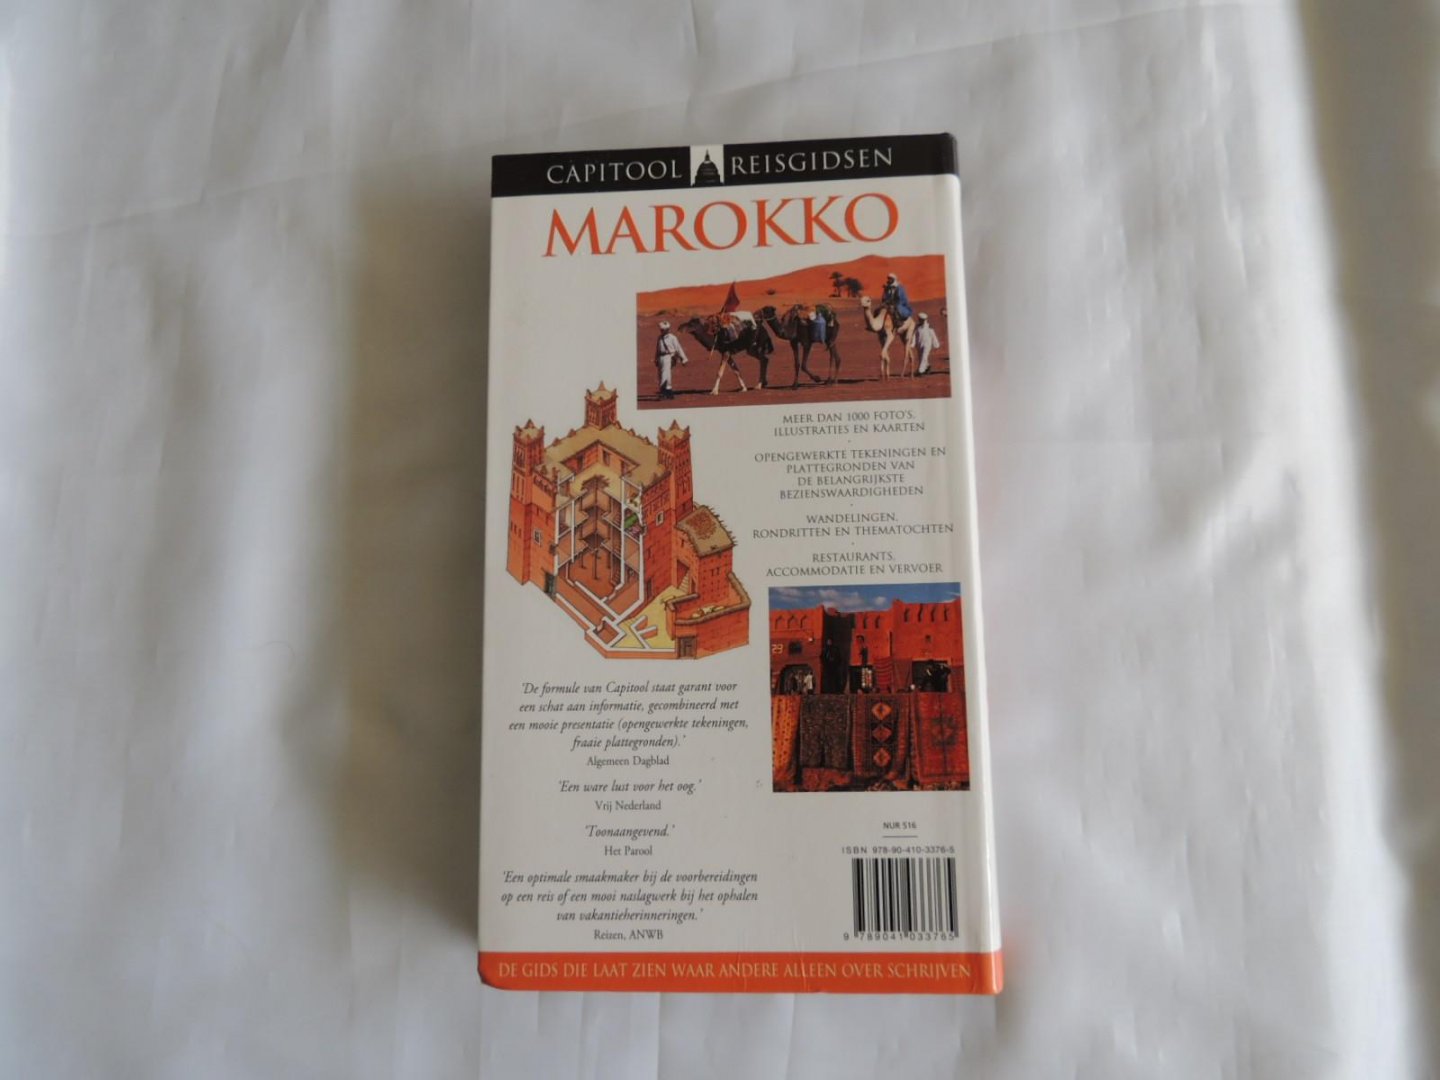 CAPITOOL REISGIDSEN
MAROKKO
MEER DAN 1000 FOTO'S,
ILLUSTRATIES EN KAARTEN
OPENGEWERKTE TEKENINGEN EN
PLATTEGRONDEN VAN
DE BELANGRIJKSTE
BEZIENSWAARDIGHEDEN
WANDELINGEN,
RONDRITTEN EN THEMATOCHTEN
RESTAURANTS,
ACCOMMODATIE EN VERVOER
23
'De formule van Capitool staat garant voor
een schat aan informatie, gecombineerd met
een mooie presentatie (opengewerkte tekeningen,
fraaie plattegronden).'
Algemeen Dagblad
'Een ware lust voor het oog.'
Vrij Nederland
'Toonaangevend.'
Het Parool
'Een optimale smaakmaker bij de voorbereidingen
op een reis of een mooi naslagwerk bij het ophalen
van vakantieherinneringen.'
Reizen, ANWB
NUR 516
ISBN 978-90-410-3376-5
9 789041 033765
DE GIDS DIE LAAT ZIEN WAAR ANDERE ALLEEN OVER SCHRIJVEN